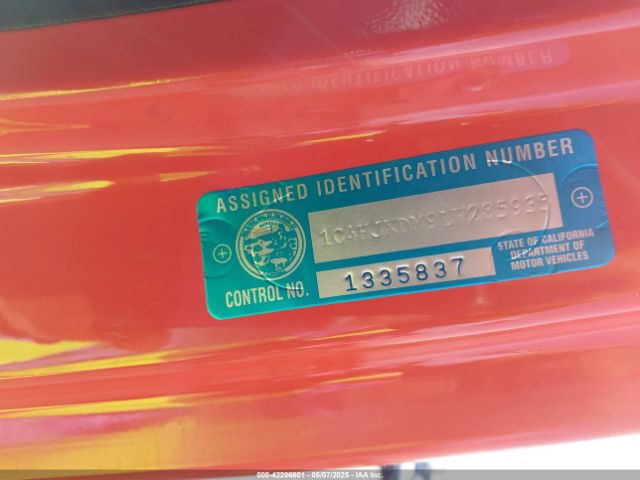 ASSIGNED IDENTIFICATION NUMBER
CONTROL NO.
1335837
STATE OF CALIFORNIA
DEPARTMENT OF
MOTOR VEHICLES
000-42206801 - 05/07/2025 - IAA Inc.